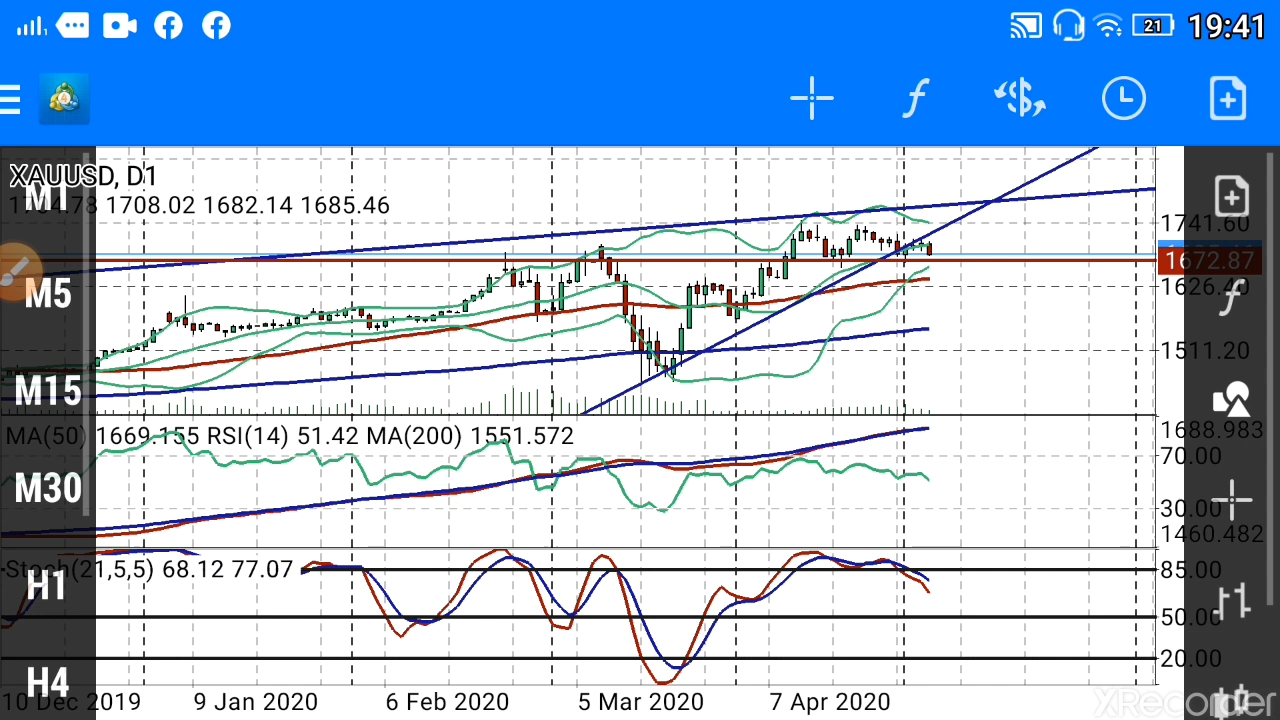 21 19:41
f
XAUUSD, D1
M1
1708.02 1682.14 1685.46
1741.60
1672.87
M5
f
1626.40
1511.20
M15
MA(50) 1669.135 RSI(14) 51.42 MA(200) 1551.572
1688.983
70.00
M30
30.00
1460.482
Stoch(21,5,5) 68.12 77.07
85.00
H1
50.00
20.00
H4
10 Dec 2019 9 Jan 2020 6 Feb 2020 5 Mar 2020 7 Apr 2020
XRecorder